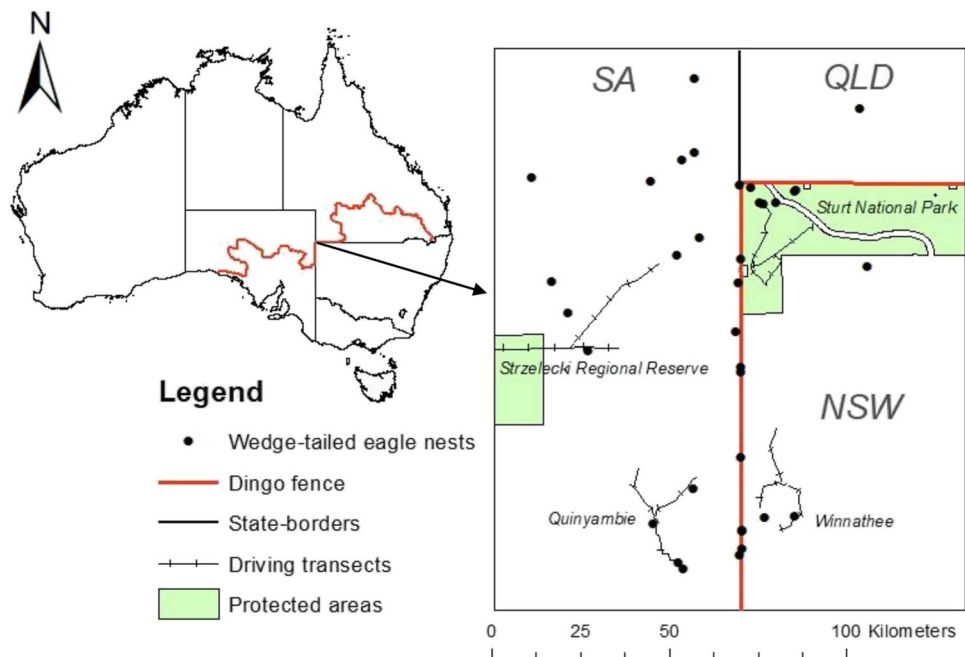 N
SA
QLD
Sturt National Park
Strzelecki Regional Reserve
NSW
Quinyambie
Winnathee
Legend
Wedge-tailed eagle nests
Dingo fence
State-borders
Driving transects
Protected areas
0 25 50 100 Kilometers